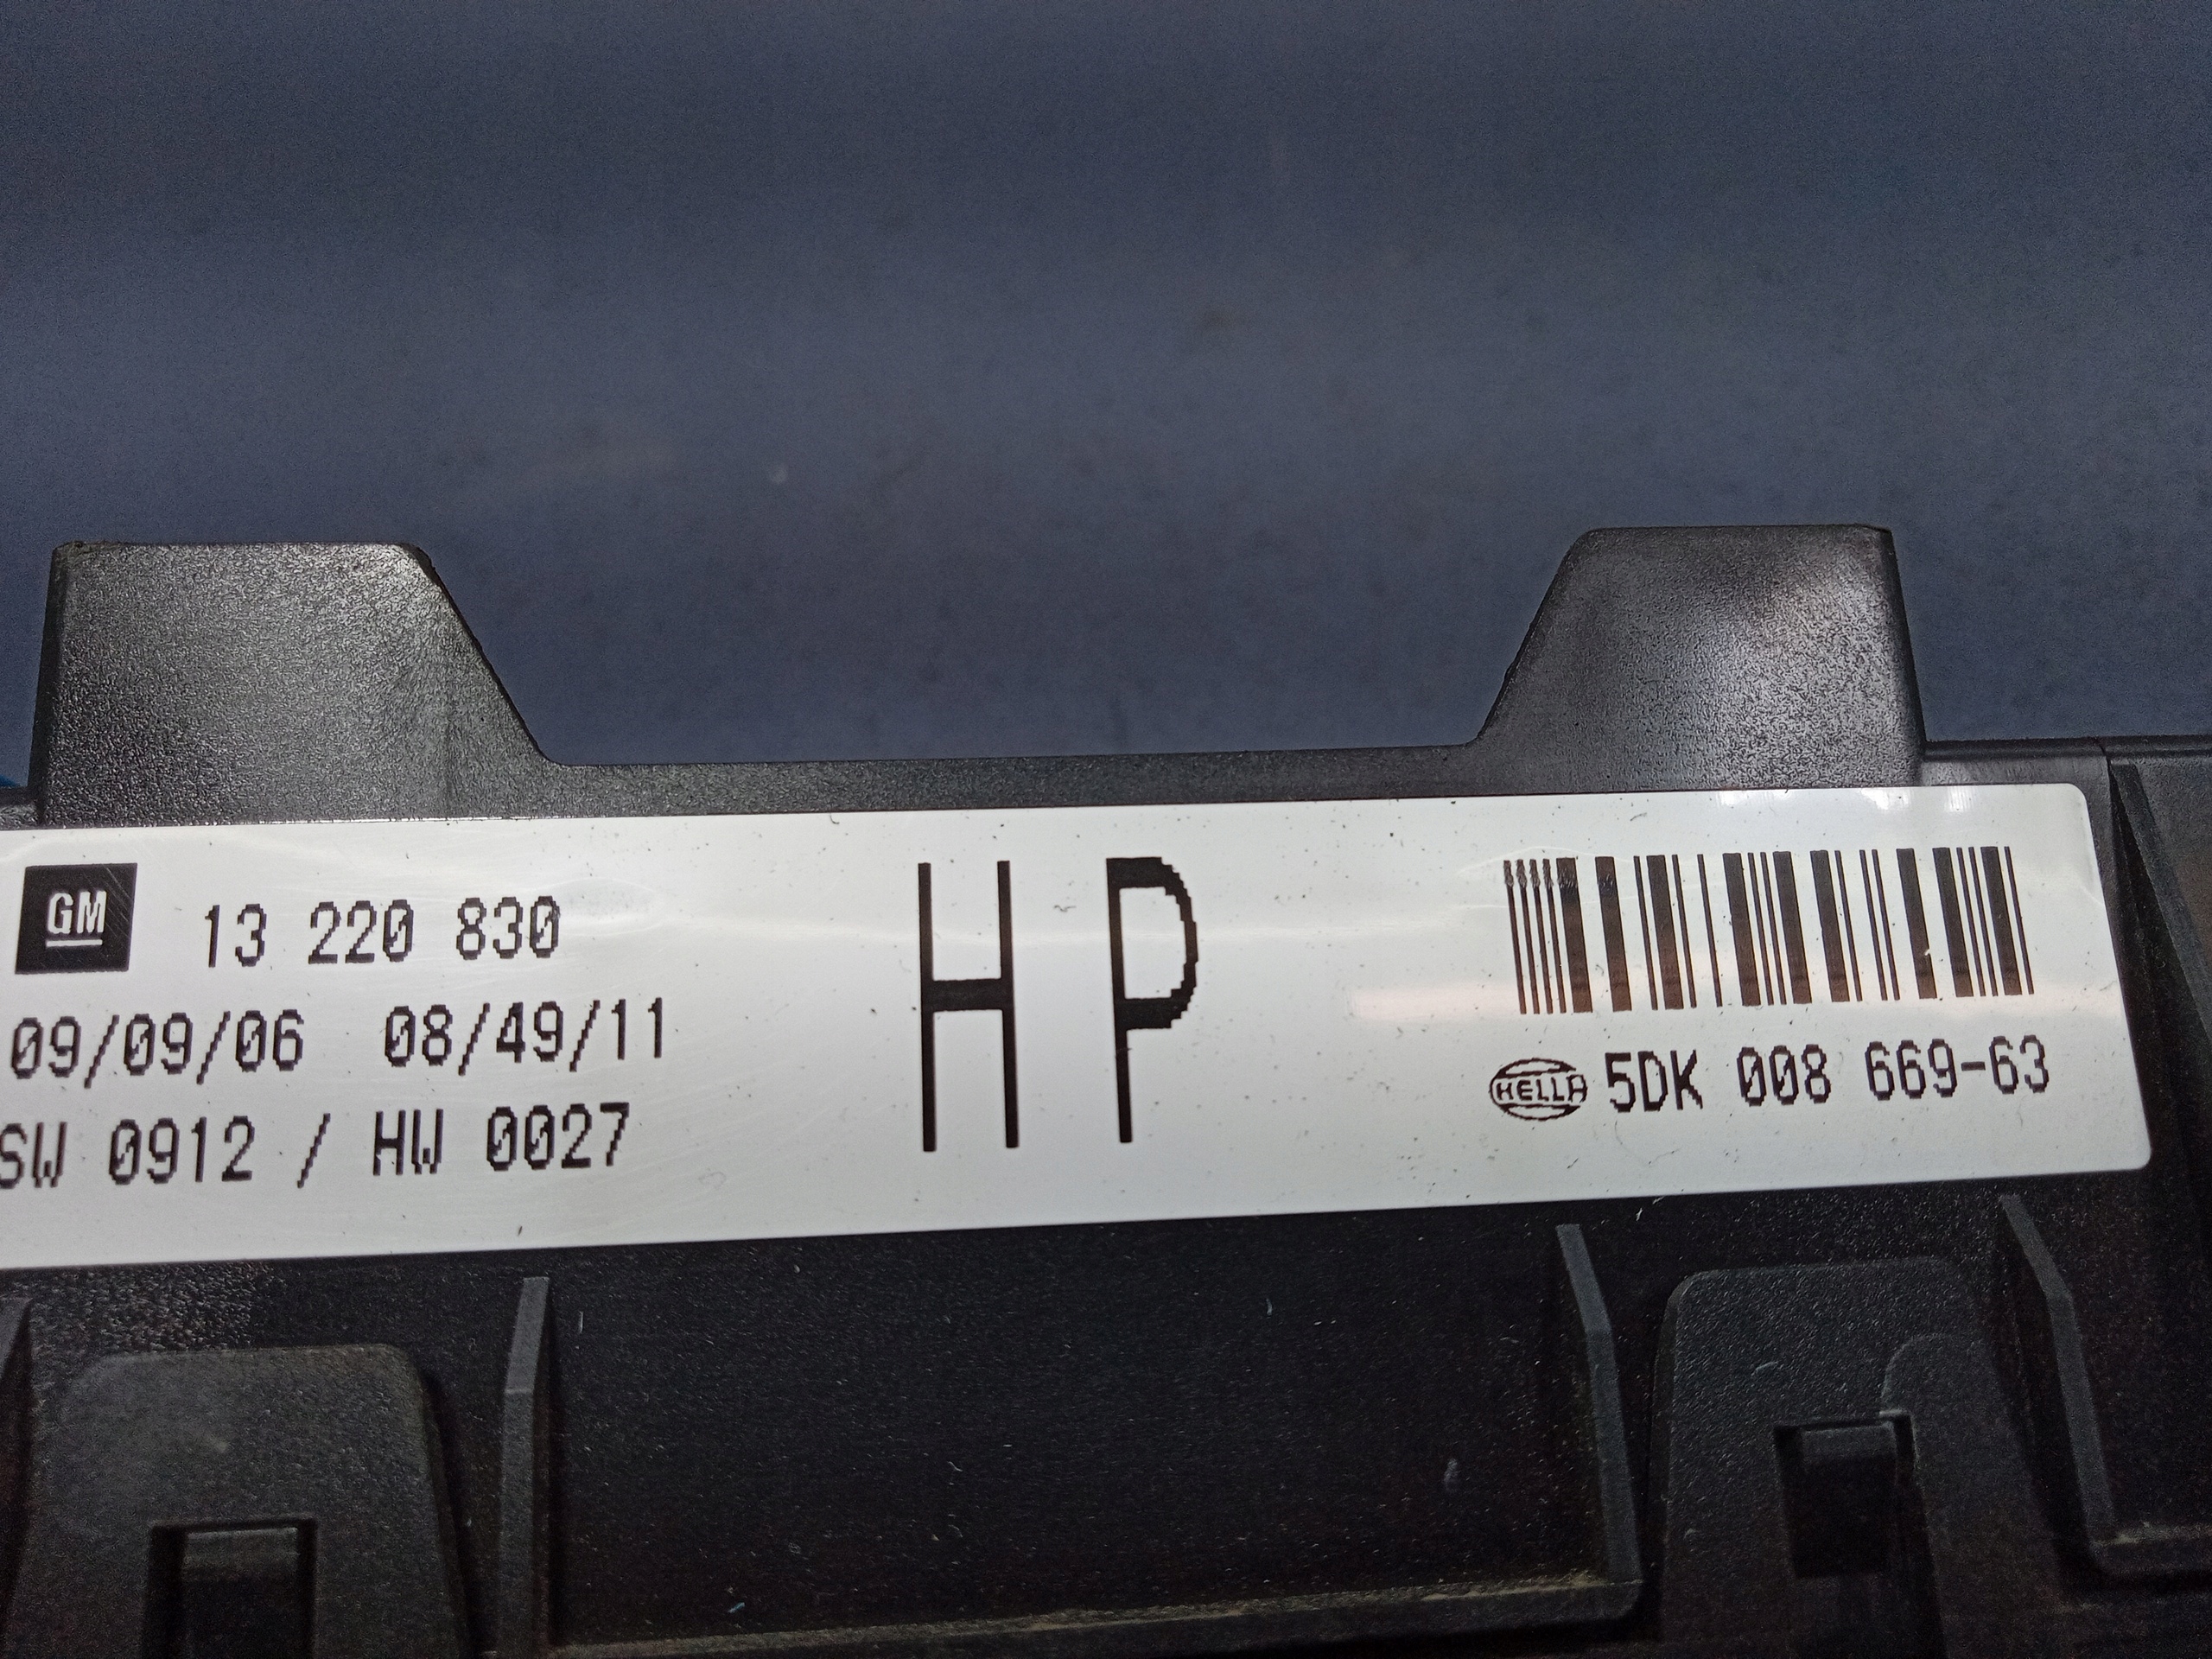 GM 13 220 830
09/09/06 08/49/11
SW 0912 / HW 0027
HP
HELLA 5DK 008 669-63